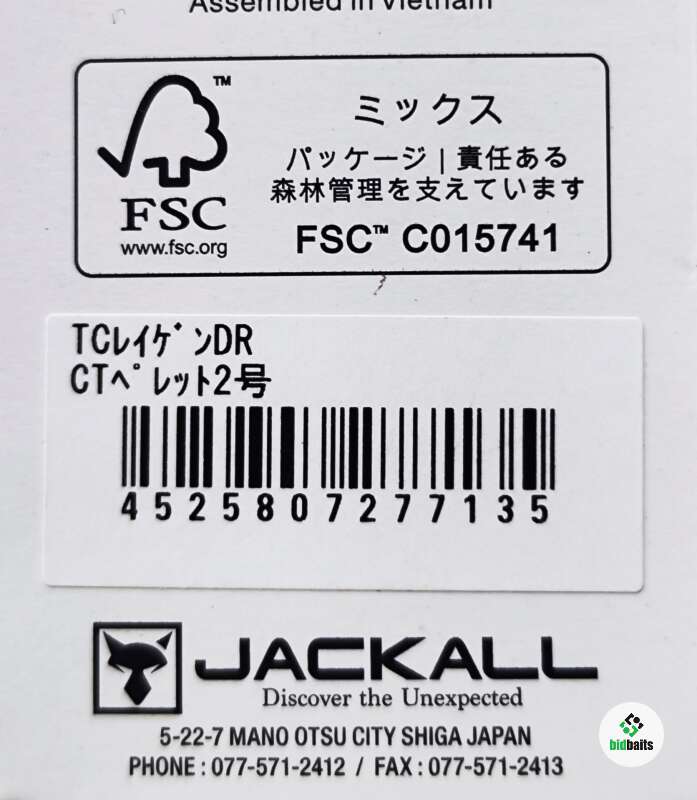 Assembled in Vietnam
TM
FSC
www.fsc.org
ミックス
パッケージ | 責任ある
森林管理を支えています
FSC™ C015741
TCﾚｲｹﾞﾝDR
CTﾍﾟﾚｯﾄ2号
4525807277135
JACKALL
Discover the Unexpected
5-22-7 MANO OTSU CITY SHIGA JAPAN
PHONE : 077-571-2412 / FAX : 077-571-2413
bidbaits